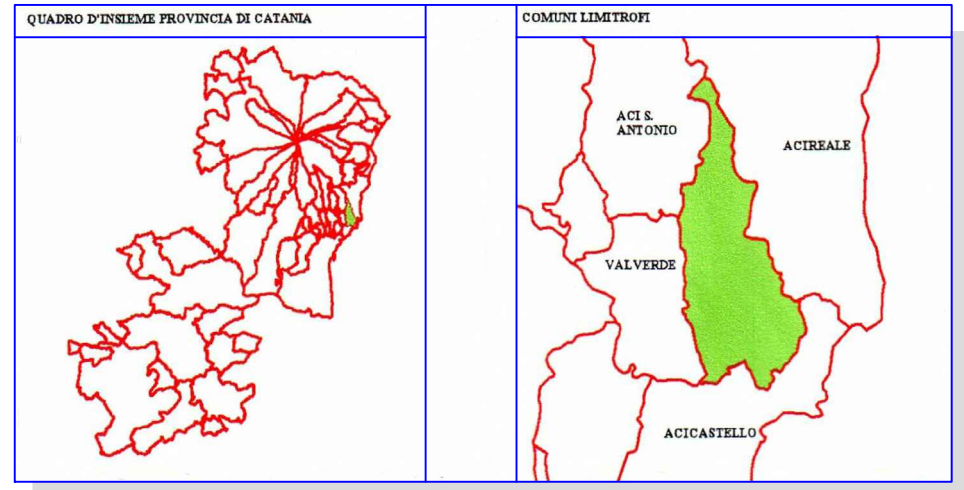 QUADRO D'INSIEME PROVINCIA DI CATANIA
COMUNI LIMITROFI
ACI S.
ANTONIO
ACIREALE
VALVERDE
ACICASTELLO